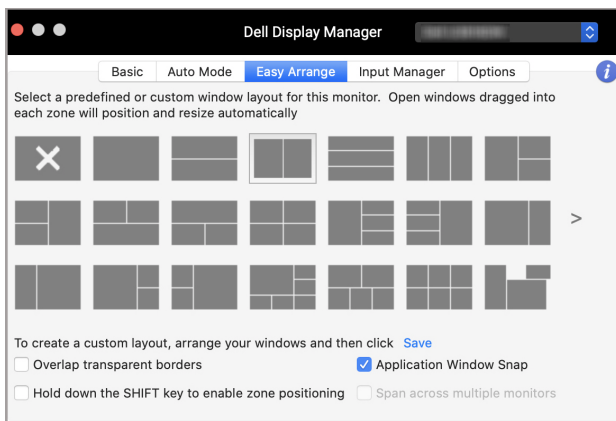 Dell Display Manager
Basic Auto Mode Easy Arrange Input Manager Options
Select a predefined or custom window layout for this monitor.  Open windows dragged into
each zone will position and resize automatically
>
To create a custom layout, arrange your windows and then click Save
Overlap transparent borders Application Window Snap
Hold down the SHIFT key to enable zone positioning Span across multiple monitors